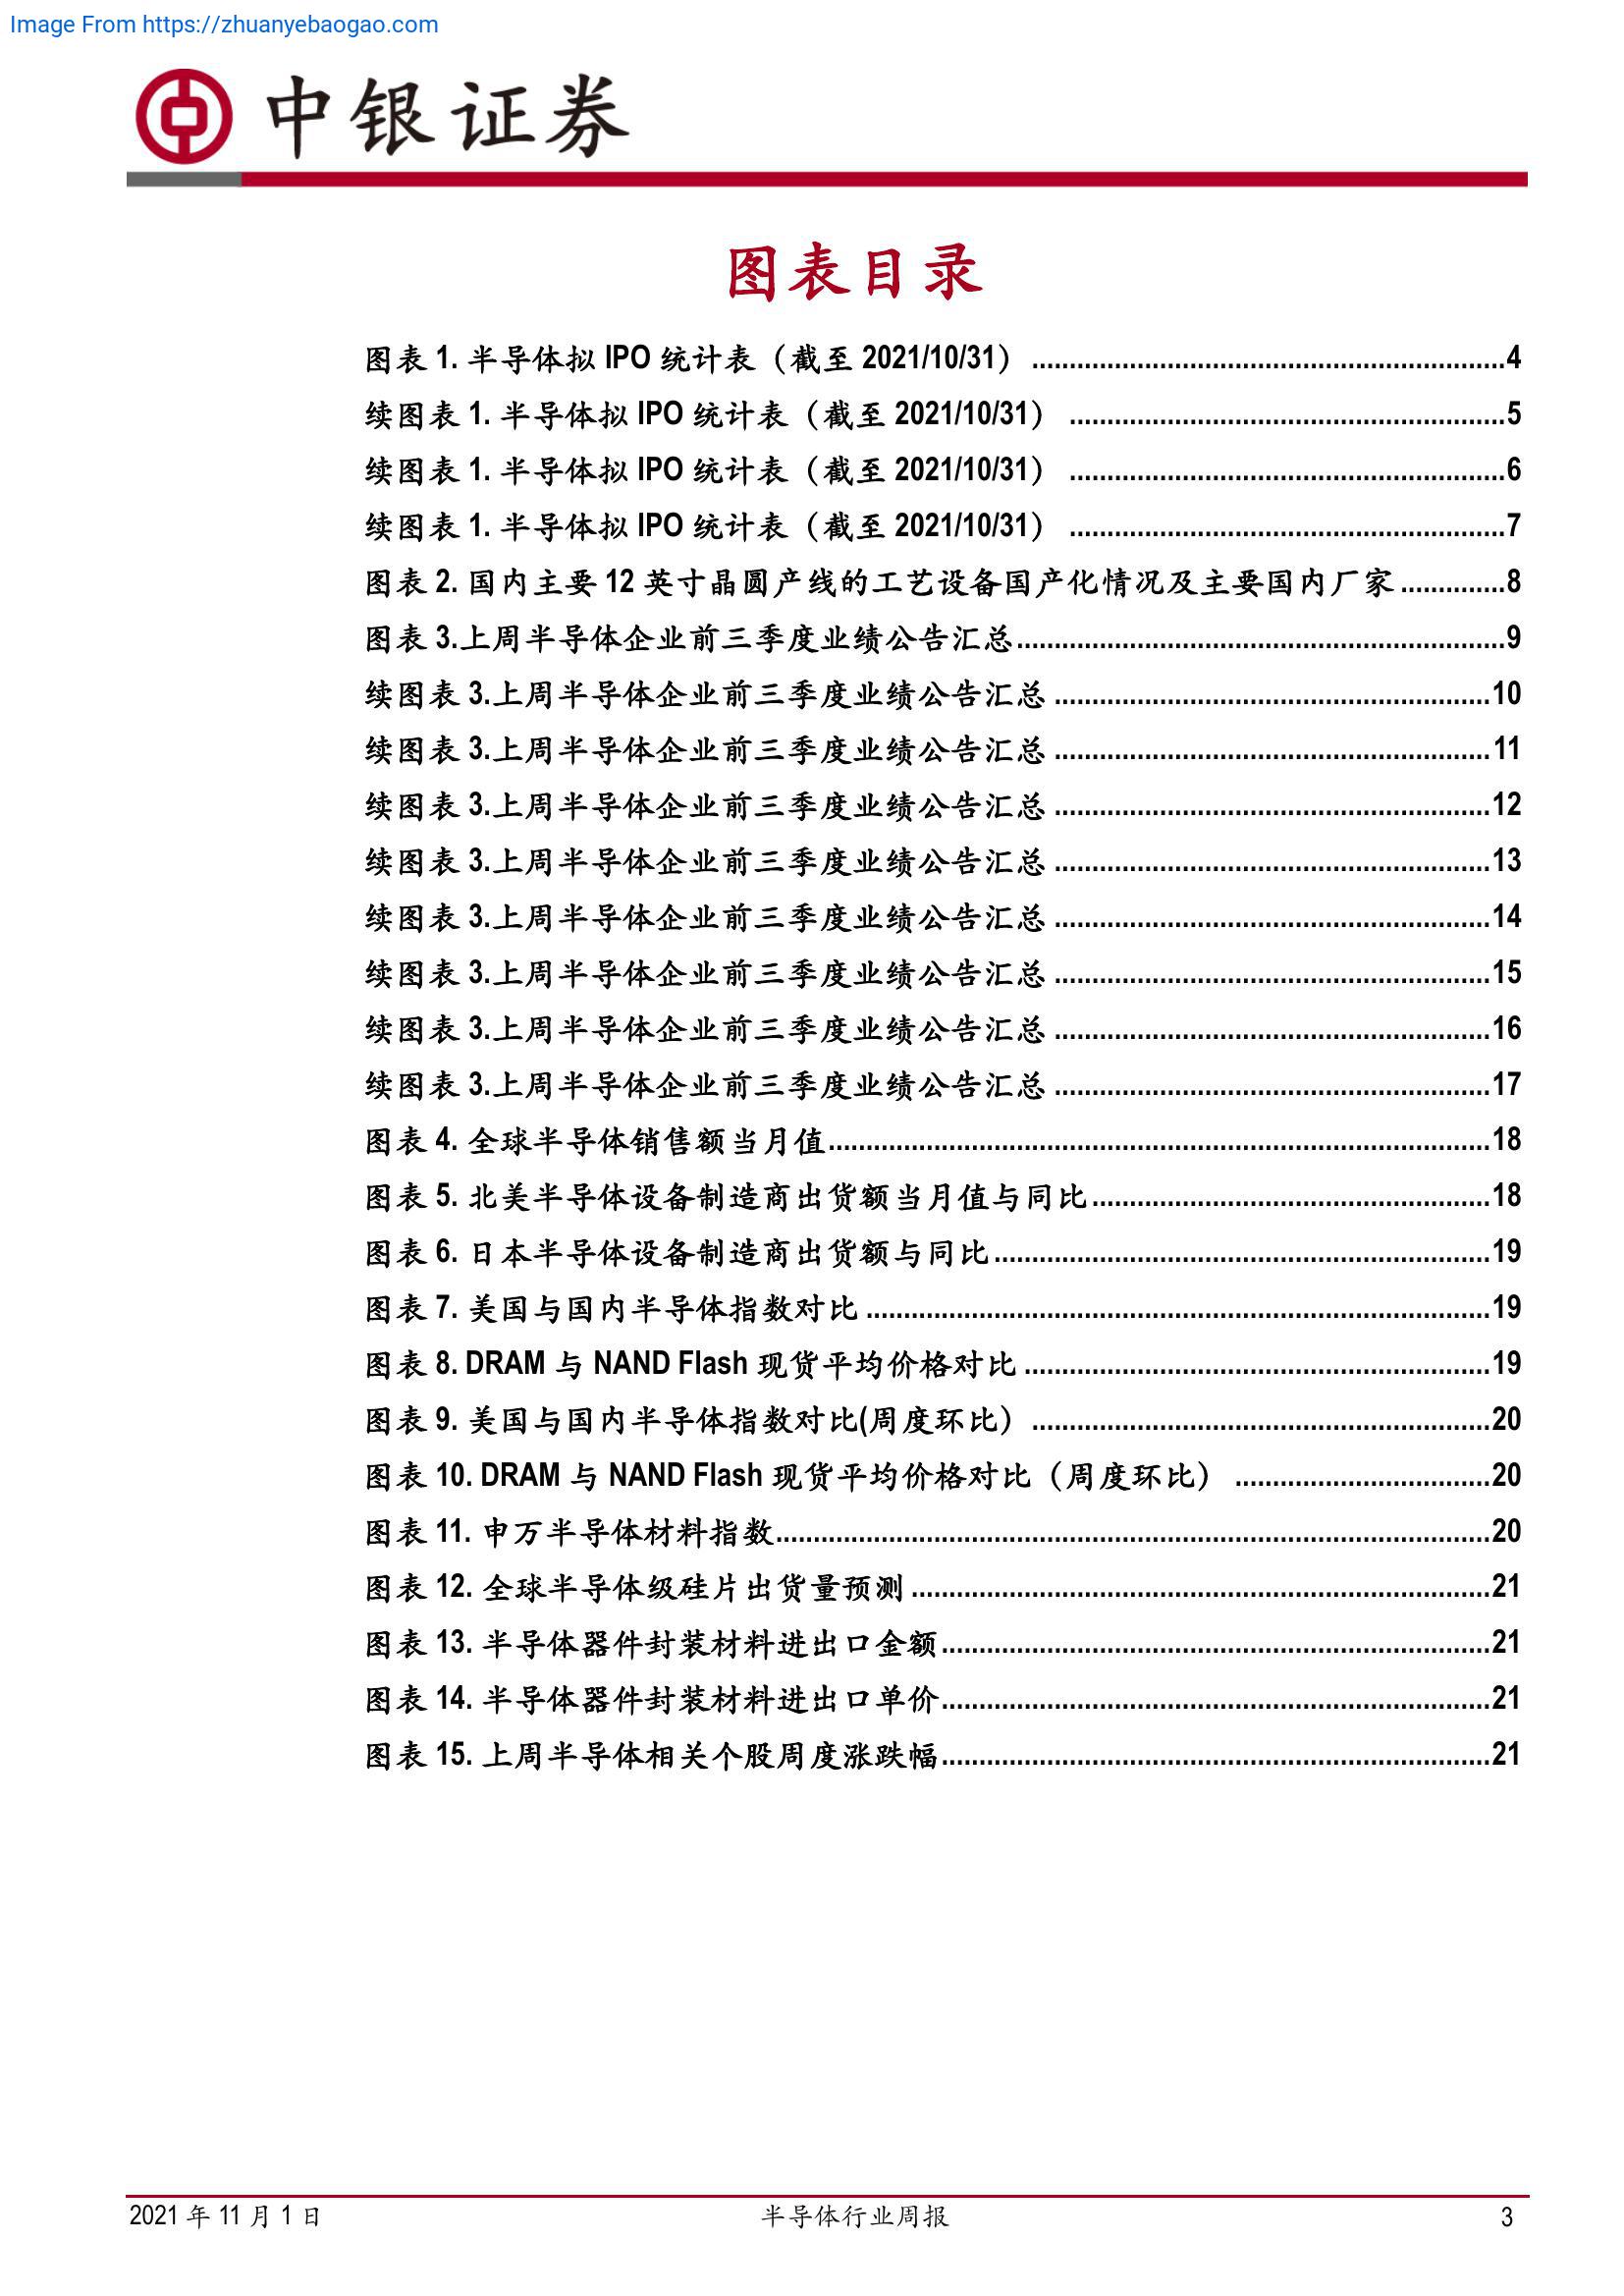 Image From https://zhuanyebaogao.com
中银证券
图表目录
图表 1. 半导体拟 IPO 统计表（截至 2021/10/31） ................................................................4
续图表 1. 半导体拟 IPO 统计表（截至 2021/10/31） ...........................................................5
续图表 1. 半导体拟 IPO 统计表（截至 2021/10/31） ...........................................................6
续图表 1. 半导体拟 IPO 统计表（截至 2021/10/31） ...........................................................7
图表 2. 国内主要 12 英寸晶圆产线的工艺设备国产化情况及主要国内厂家 ..............8
图表 3.上周半导体企业前三季度业绩公告汇总..................................................................9
续图表 3.上周半导体企业前三季度业绩公告汇总 ...........................................................10
续图表 3.上周半导体企业前三季度业绩公告汇总 ...........................................................11
续图表 3.上周半导体企业前三季度业绩公告汇总 ...........................................................12
续图表 3.上周半导体企业前三季度业绩公告汇总 ...........................................................13
续图表 3.上周半导体企业前三季度业绩公告汇总 ...........................................................14
续图表 3.上周半导体企业前三季度业绩公告汇总 ...........................................................15
续图表 3.上周半导体企业前三季度业绩公告汇总 ...........................................................16
续图表 3.上周半导体企业前三季度业绩公告汇总 ...........................................................17
图表 4. 全球半导体销售额当月值.........................................................................................18
图表 5. 北美半导体设备制造商出货额当月值与同比......................................................18
图表 6. 日本半导体设备制造商出货额与同比...................................................................19
图表 7. 美国与国内半导体指数对比 ....................................................................................19
图表 8. DRAM 与 NAND Flash 现货平均价格对比 ...............................................................19
图表 9. 美国与国内半导体指数对比(周度环比） ..............................................................20
图表 10. DRAM 与 NAND Flash 现货平均价格对比（周度环比） ...................................20
图表 11. 申万半导体材料指数................................................................................................20
图表 12. 全球半导体级硅片出货量预测 ..............................................................................21
图表 13. 半导体器件封装材料进出口金额..........................................................................21
图表 14. 半导体器件封装材料进出口单价..........................................................................21
图表 15. 上周半导体相关个股周度涨跌幅..........................................................................21
2021 年 11 月 1 日 半导体行业周报 3